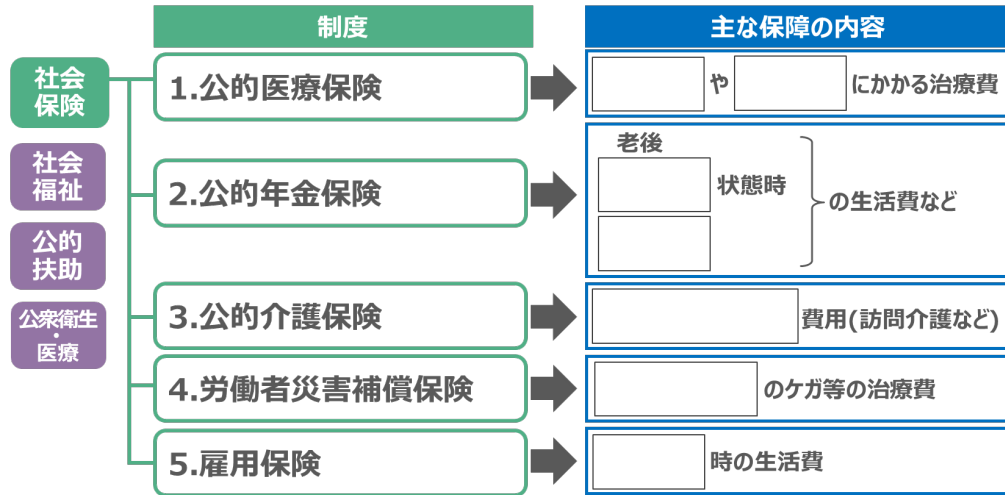 制度
主な保障の内容
社会
保険
社会
福祉
公的
扶助
公衆衛生
・
医療
1.公的医療保険
や
にかかる治療費
2.公的年金保険
老後
状態時
の生活費など
3.公的介護保険
費用(訪問介護など)
4.労働者災害補償保険
のケガ等の治療費
5.雇用保険
時の生活費